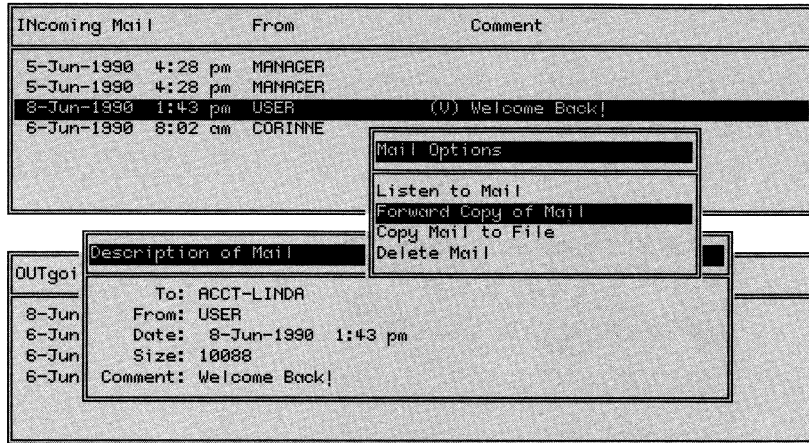 INcoming Mail From Comment
5-Jun-1990 4:28 pm MANAGER
5-Jun-1990 4:28 pm MANAGER
8-Jun-1990 1:43 pm USER (V) Welcome Back!
6-Jun-1990 8:02 am CORINNE
Mail Options
Listen to Mail
Forward Copy of Mail
Copy Mail to File
Delete Mail
OUTgoi
8-Jun
6-Jun
6-Jun
6-Jun
Description of Mail
To: ACCT-LINDA
From: USER
Date: 8-Jun-1990 1:43 pm
Size: 10088
Comment: Welcome Back!